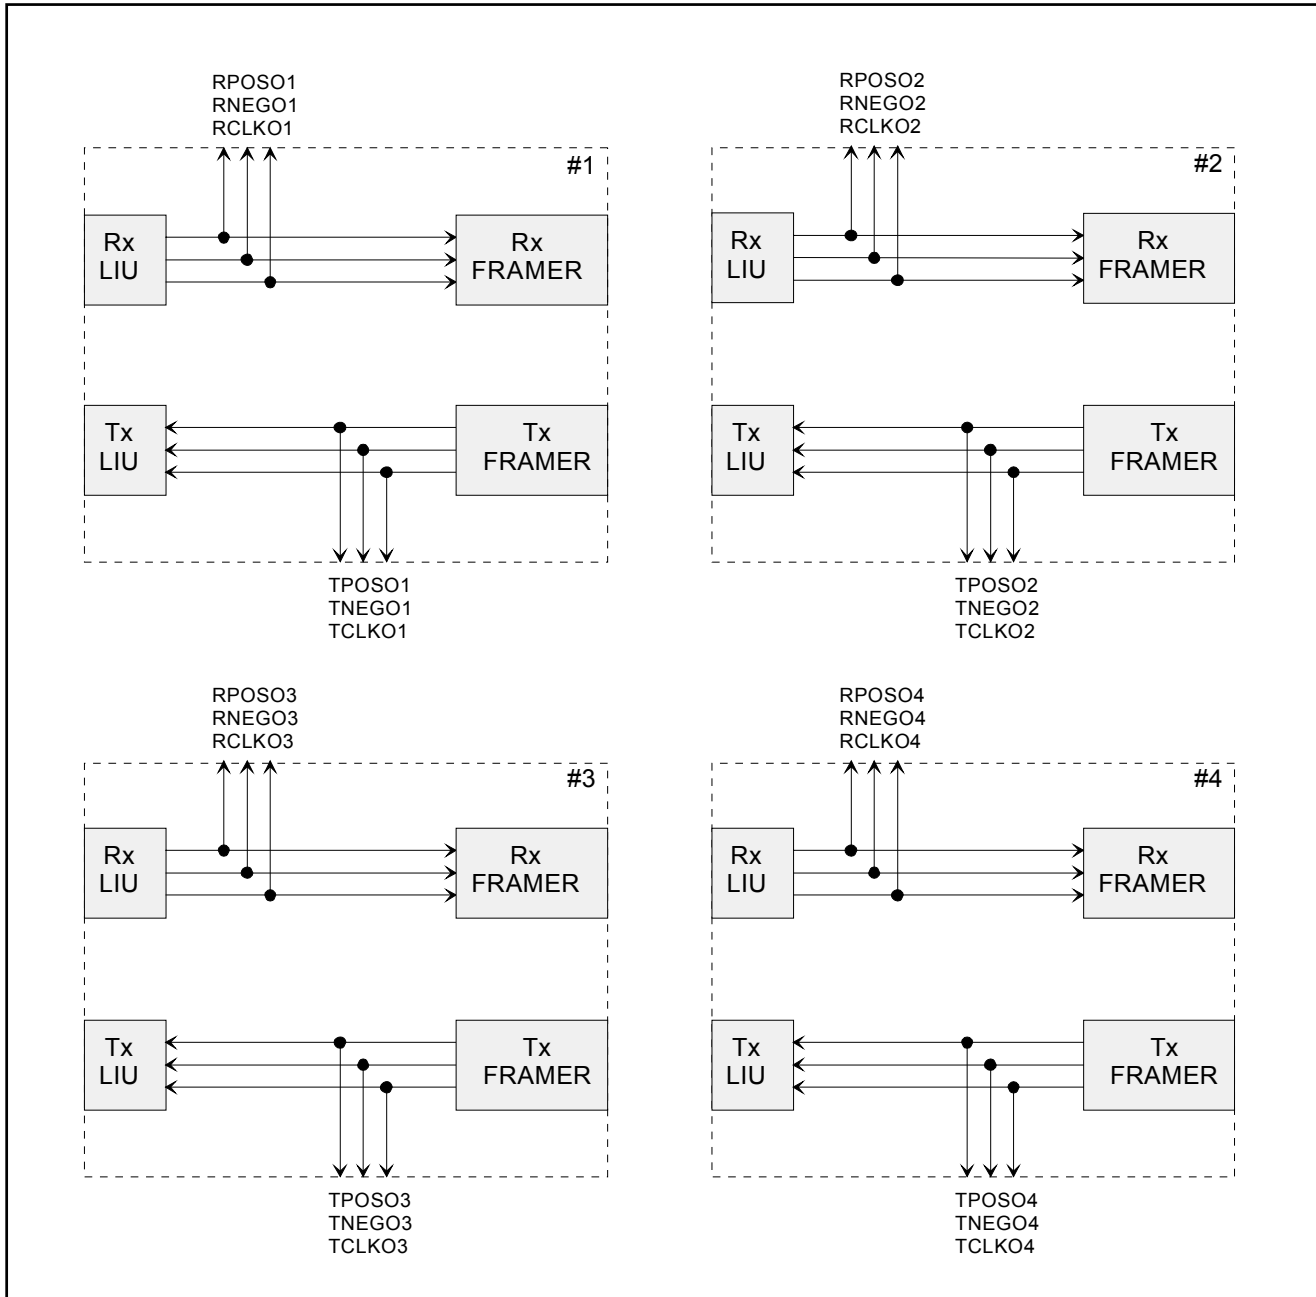 RPOSO1
RNEGO1
RCLKO1
#1
Rx
LIU
Rx
FRAMER
Tx
LIU
Tx
FRAMER
TPOSO1
TNEGO1
TCLKO1
RPOSO2
RNEGO2
RCLKO2
#2
Rx
LIU
Rx
FRAMER
Tx
LIU
Tx
FRAMER
TPOSO2
TNEGO2
TCLKO2
RPOSO3
RNEGO3
RCLKO3
#3
Rx
LIU
Rx
FRAMER
Tx
LIU
Tx
FRAMER
TPOSO3
TNEGO3
TCLKO3
RPOSO4
RNEGO4
RCLKO4
#4
Rx
LIU
Rx
FRAMER
Tx
LIU
Tx
FRAMER
TPOSO4
TNEGO4
TCLKO4